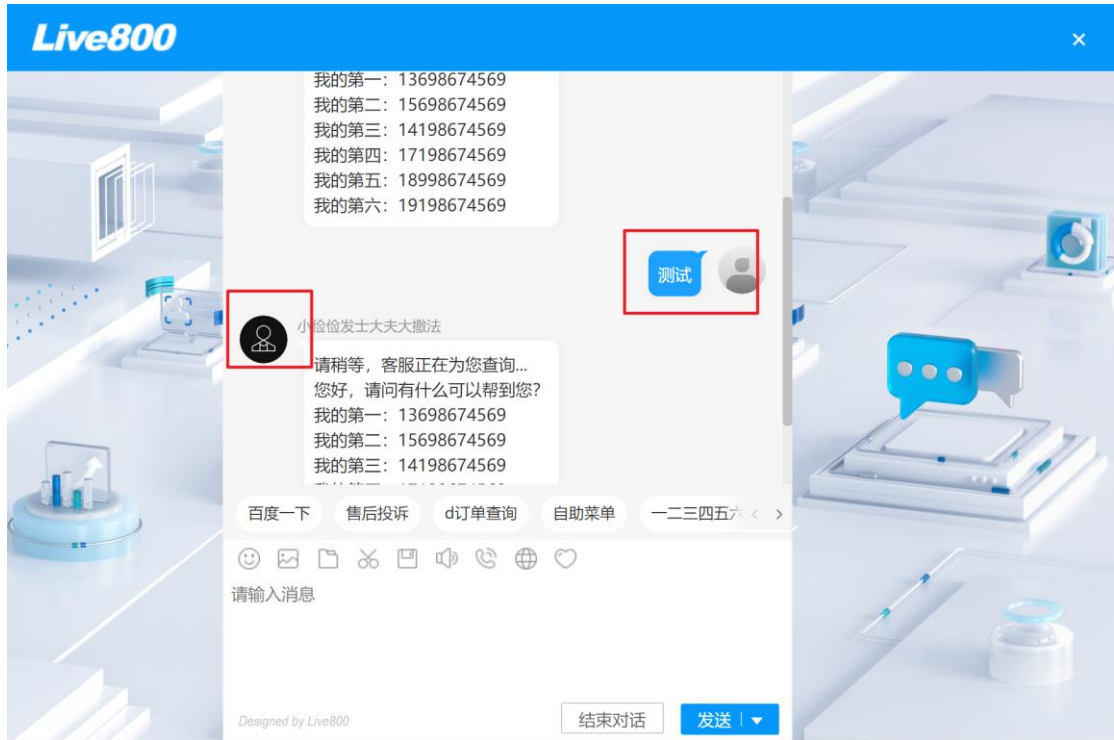 Live800
我的第一：13698674569
我的第二：15698674569
我的第三：14198674569
我的第四：17198674569
我的第五：18998674569
我的第六：19198674569
测试
小俭俭发士大夫大撒法
请稍等，客服正在为您查询...
您好，请问有什么可以帮到您？
我的第一：13698674569
我的第二：15698674569
我的第三：14198674569
百度一下 售后投诉 d订单查询 自助菜单 一二三四五六
请输入消息
Designed by Live800
结束对话 发送